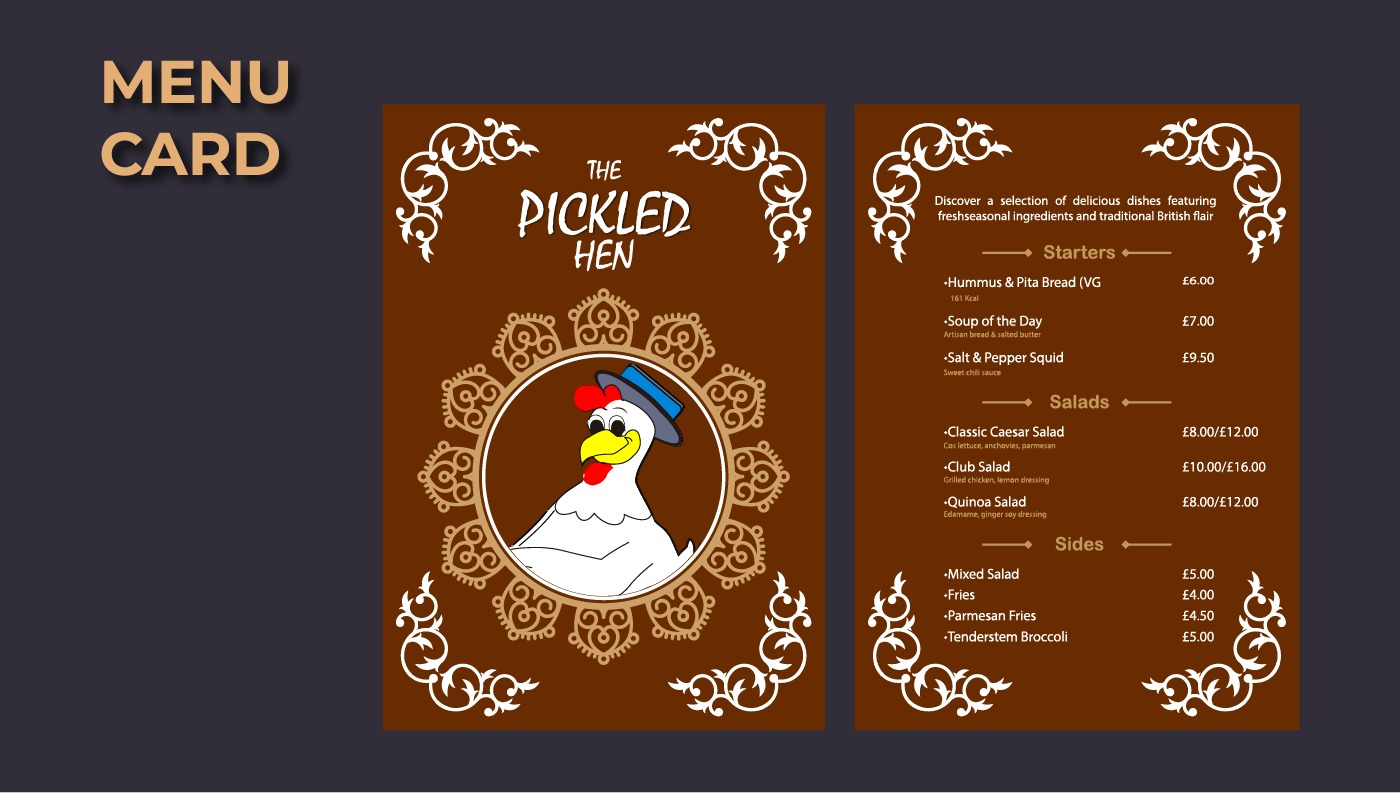 MENU
CARD
THE
PICKLED
HEN
Discover a selection of delicious dishes featuring
freshseasonal ingredients and traditional British flair
Starters
•Hummus & Pita Bread (VG £6.00
161 Kcal
•Soup of the Day £7.00
Artisan bread & salted butter
•Salt & Pepper Squid £9.50
Sweet chili sauce
Salads
•Classic Caesar Salad £8.00/£12.00
Cos lettuce, anchovies, parmesan
•Club Salad £10.00/£16.00
Grilled chicken, lemon dressing
•Quinoa Salad £8.00/£12.00
Edamame, ginger soy dressing
Sides
•Mixed Salad £5.00
•Fries £4.00
•Parmesan Fries £4.50
•Tenderstem Broccoli £5.00